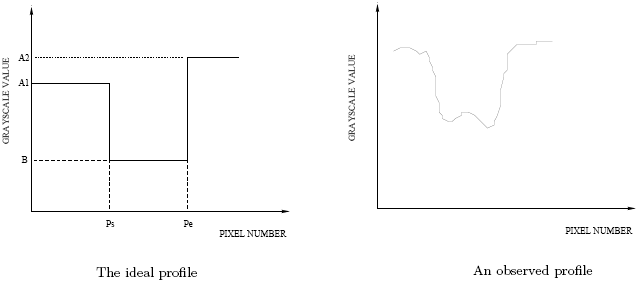 GRAYSCALE VALUE
A2
A1
B
Ps
Pe
PIXEL NUMBER
The ideal profile
GRAYSCALE VALUE
PIXEL NUMBER
An observed profile